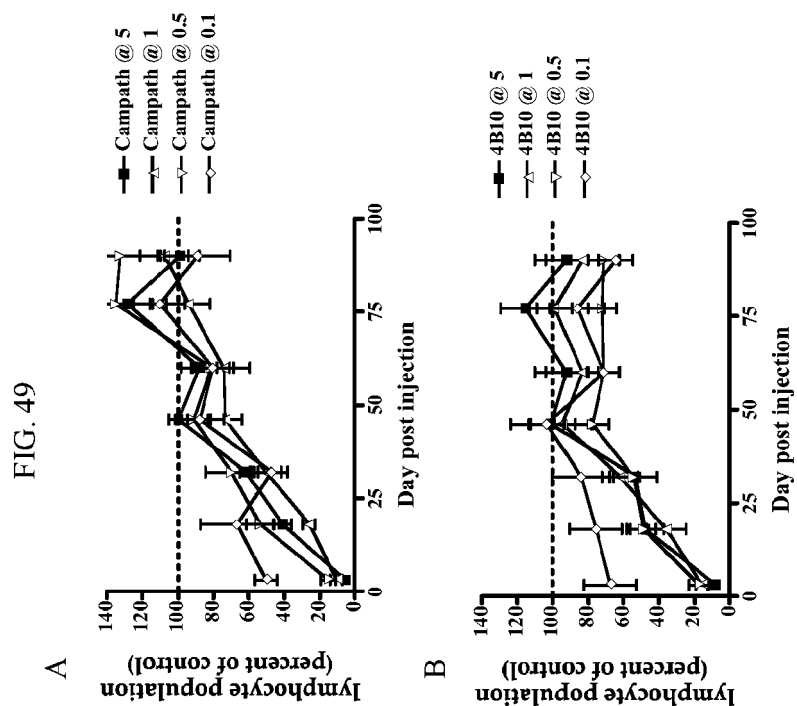 FIG. 49
A
lymphocyte population
(percent of control)
140
120
100
80
60
40
20
0
0
25
50
75
100
Day post injection
Campath @ 5
Campath @ 1
Campath @ 0.5
Campath @ 0.1
B
lymphocyte population
(percent of control)
140
120
100
80
60
40
20
0
0
25
50
75
100
Day post injection
4B10 @ 5
4B10 @ 1
4B10 @ 0.5
4B10 @ 0.1